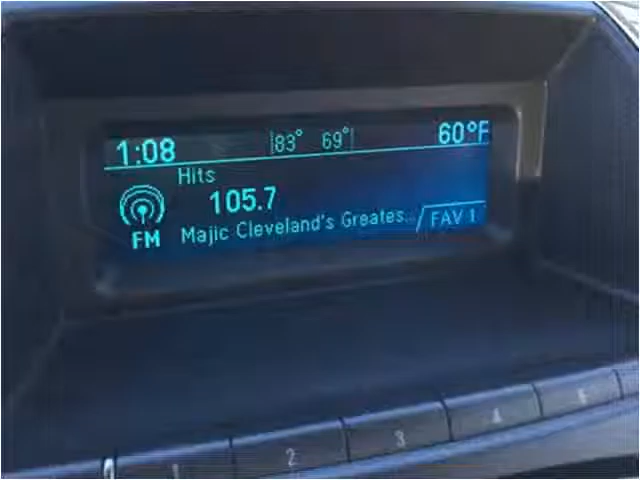 1:08 83° 69° 60°F
Hits
105.7
FM Majic Cleveland's Greates... FAV 1
1 2 3 4 5